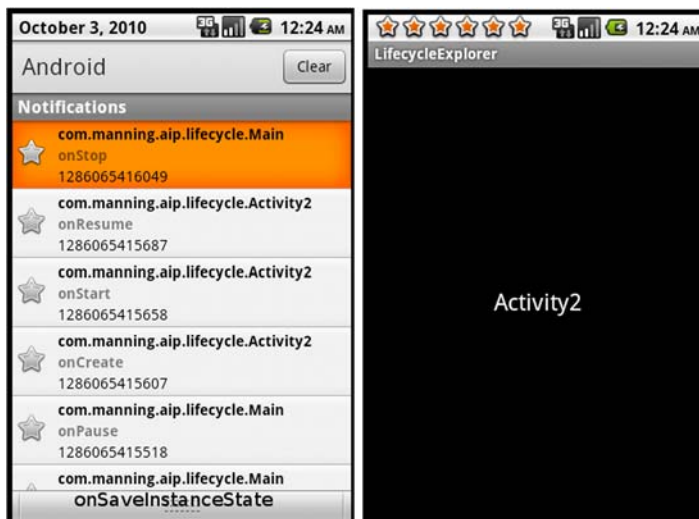 October 3, 2010 3G 12:24 AM
Android Clear
Notifications
com.manning.aip.lifecycle.Main
onStop
1286065416049
com.manning.aip.lifecycle.Activity2
onResume
1286065415687
com.manning.aip.lifecycle.Activity2
onStart
1286065415658
com.manning.aip.lifecycle.Activity2
onCreate
1286065415607
com.manning.aip.lifecycle.Main
onPause
1286065415518
com.manning.aip.lifecycle.Main
onSaveInstanceState
3G 12:24 AM
LifecycleExplorer
Activity2